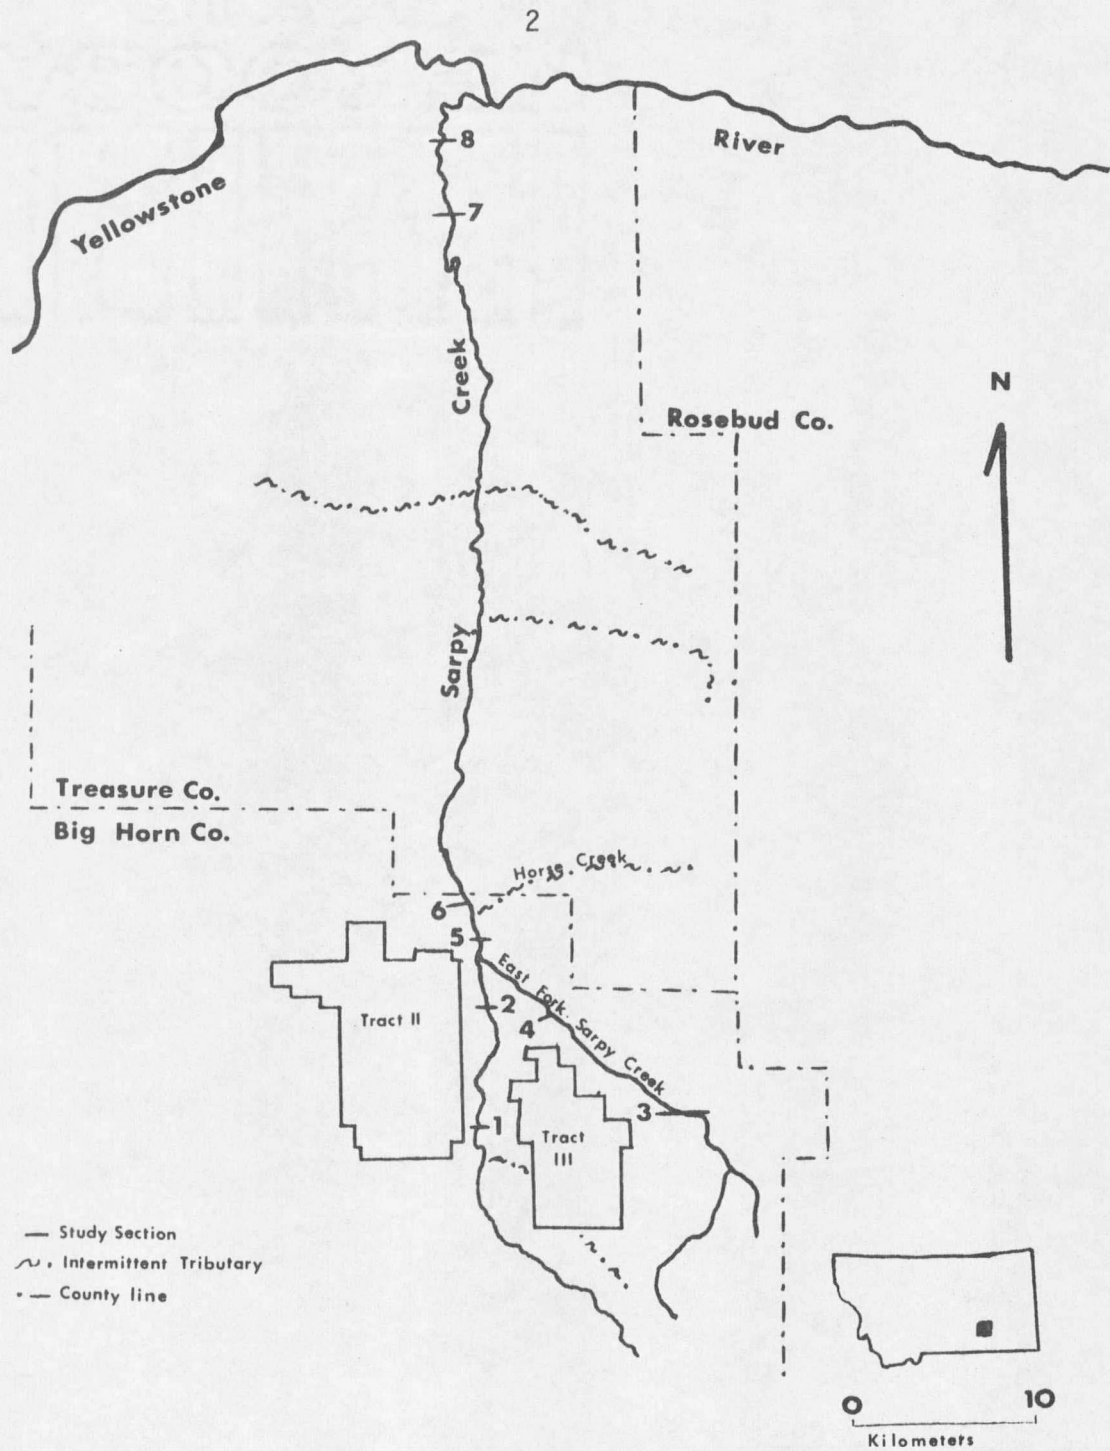 2
8
River
Yellowstone
7
Creek
N
Rosebud Co.
Sarpy
Treasure Co.
Big Horn Co.
Horse Creek
6
5
East Fork Sarpy Creek
2
Tract II
4
3
1
Tract
III
Study Section
Intermittent Tributary
County line
0 10
Kilometers